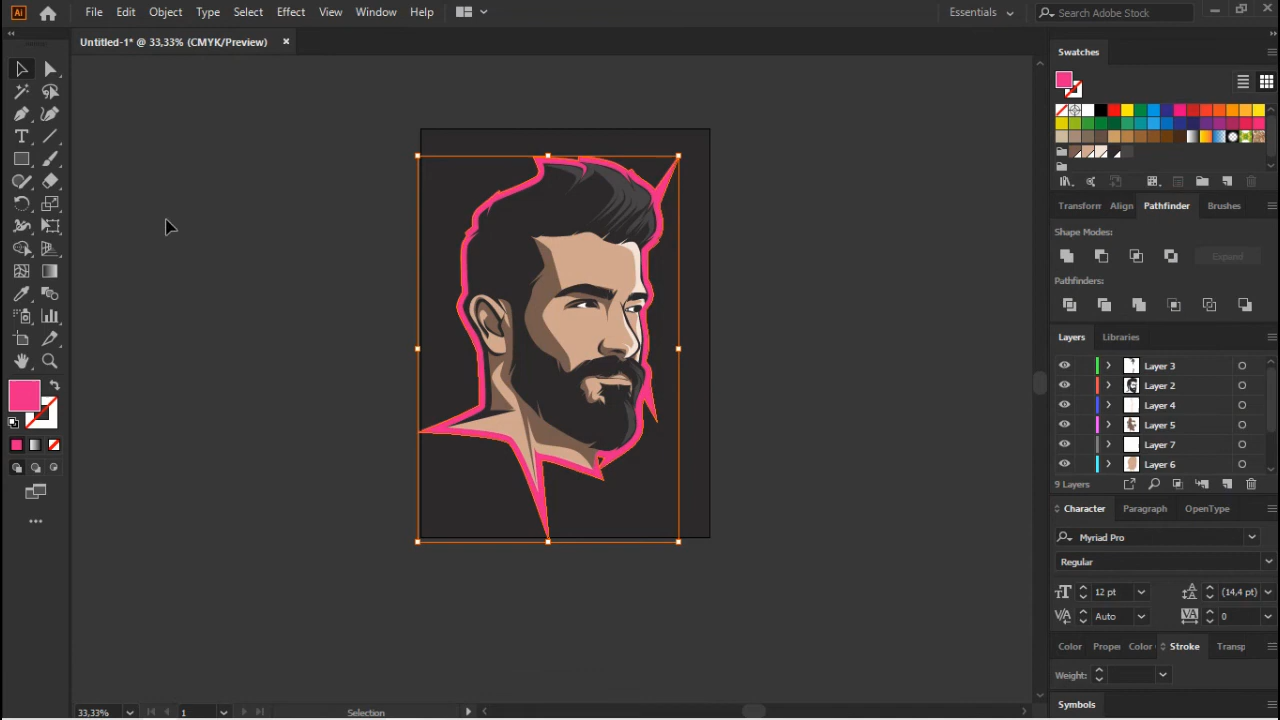 Ai File Edit Object Type Select Effect View Window Help Essentials Search Adobe Stock
Untitled-1* @ 33,33% (CMYK/Preview) ×
Swatches
Transform Align Pathfinder Brushes
Shape Modes:
Expand
Pathfinders:
Layers Libraries
Layer 3
Layer 2
Layer 4
Layer 5
Layer 7
Layer 6
9 Layers
Character Paragraph OpenType
Myriad Pro
Regular
12 pt (14,4 pt)
Auto 0
Color Proper Color Stroke Transp
Weight:
Symbols
33,33% 1 Selection